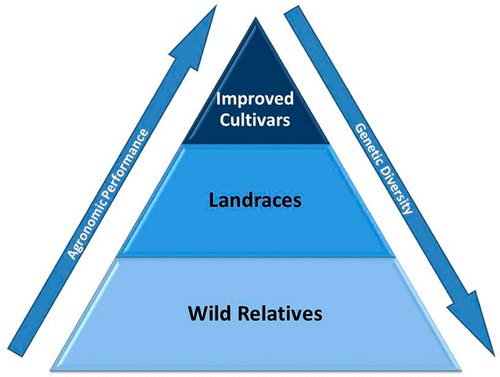 Improved
Cultivars
Agronomic Performance
Genetic Diversity
Landraces
Wild Relatives